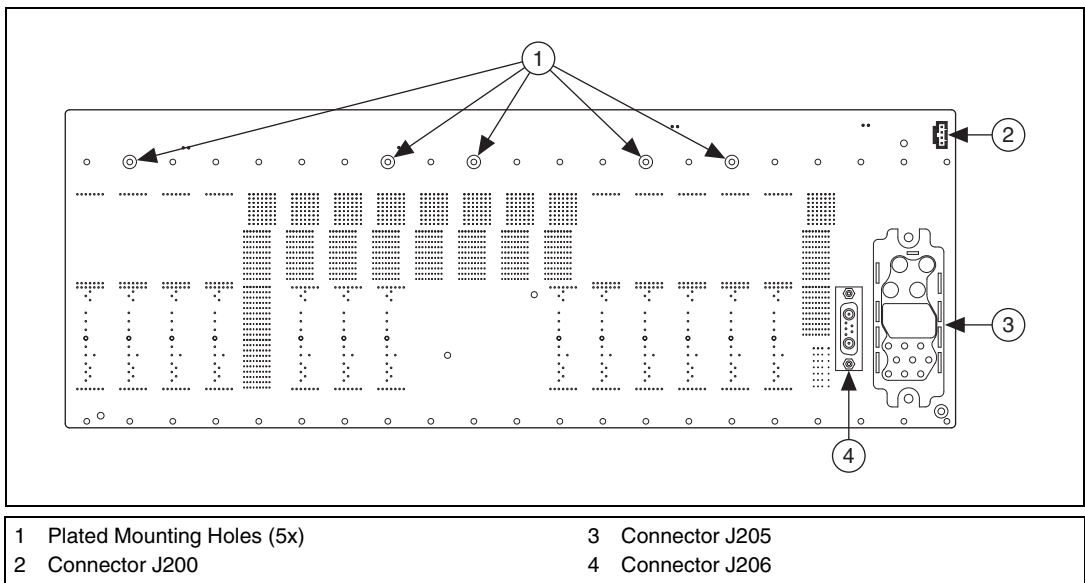 1
2
3
4
1 Plated Mounting Holes (5x)
2 Connector J200
3 Connector J205
4 Connector J206